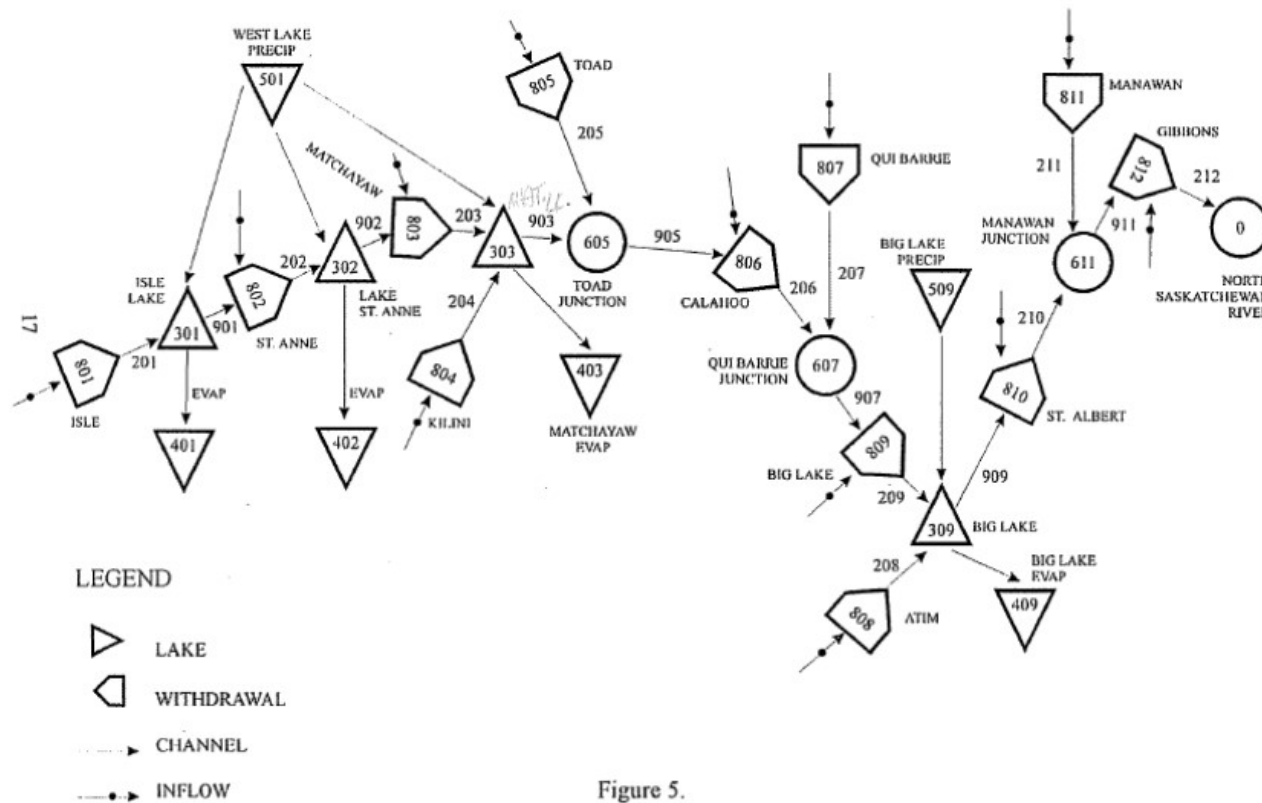 WEST LAKE
PRECIP
501
TOAD
805
205
MANAWAN
811
GIBBONS
812
211
212
0
NORTH
SASKATCHEWAN
RIVER
MANAWAN
JUNCTION
611
911
QUI BARRIE
807
207
MATCHAYAW
803
902
203
903
303
605
TOAD
JUNCTION
905
806
CALAHOO
206
BIG LAKE
PRECIP
509
ISLE
LAKE
301
901
802
ST. ANNE
202
302
LAKE
ST. ANNE
204
17
801
201
ISLE
EVAP
401
EVAP
402
804
KILINI
403
MATCHAYAW
EVAP
QUI BARRIE
JUNCTION
607
907
809
BIG LAKE
209
210
810
ST. ALBERT
909
309
BIG LAKE
208
808
ATIM
BIG LAKE
EVAP
409
LEGEND
LAKE
WITHDRAWAL
CHANNEL
INFLOW
Figure 5.